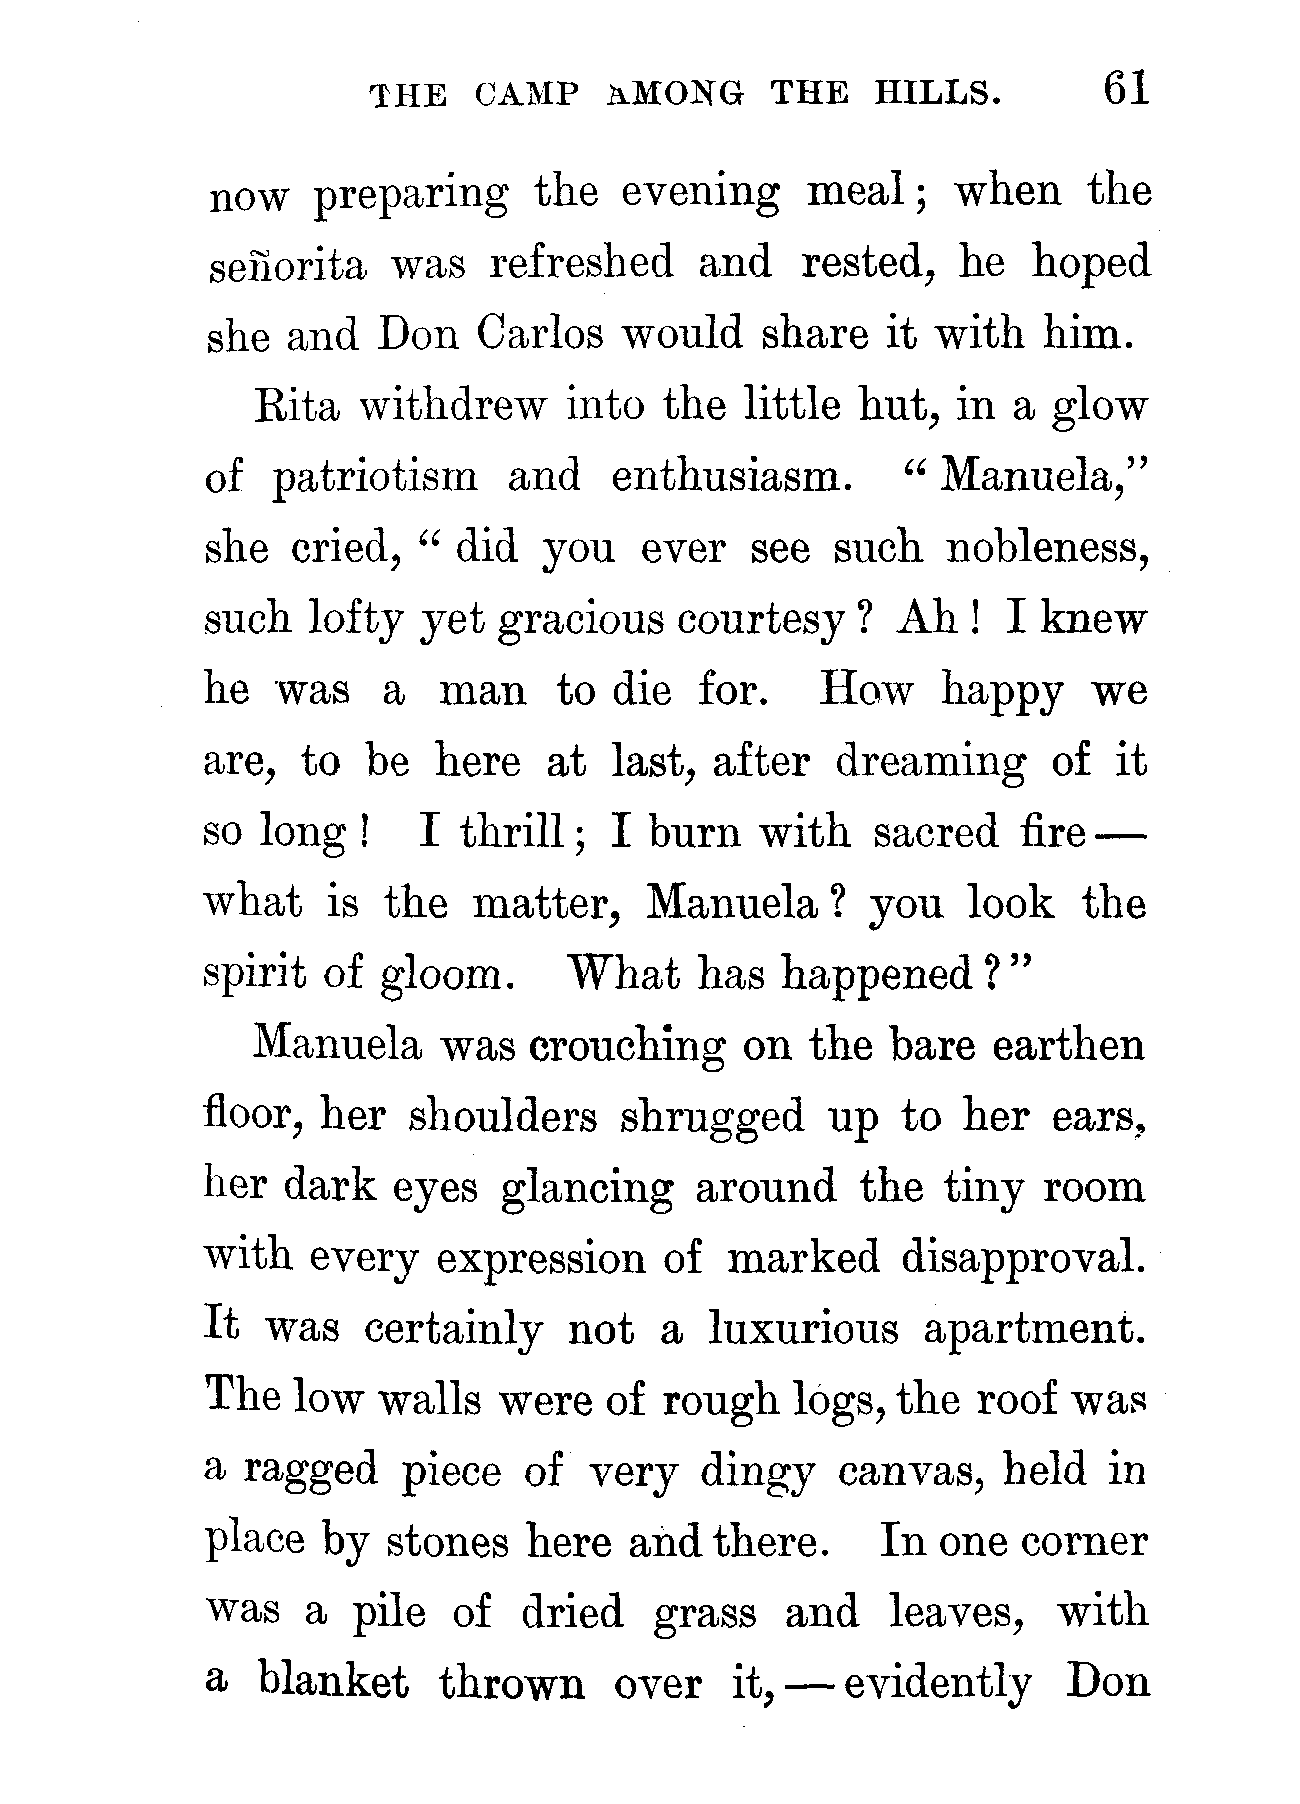 THE CAMP AMONG THE HILLS. 61
now preparing the evening meal; when the
señorita was refreshed and rested, he hoped
she and Don Carlos would share it with him.
Rita withdrew into the little hut, in a glow
of patriotism and enthusiasm. "Manuela,"
she cried, "did you ever see such nobleness,
such lofty yet gracious courtesy? Ah! I knew
he was a man to die for. How happy we
are, to be here at last, after dreaming of it
so long! I thrill; I burn with sacred fire—
what is the matter, Manuela? you look the
spirit of gloom. What has happened?"
Manuela was crouching on the bare earthen
floor, her shoulders shrugged up to her ears,
her dark eyes glancing around the tiny room
with every expression of marked disapproval.
It was certainly not a luxurious apartment.
The low walls were of rough logs, the roof was
a ragged piece of very dingy canvas, held in
place by stones here and there. In one corner
was a pile of dried grass and leaves, with
a blanket thrown over it,—evidently Don